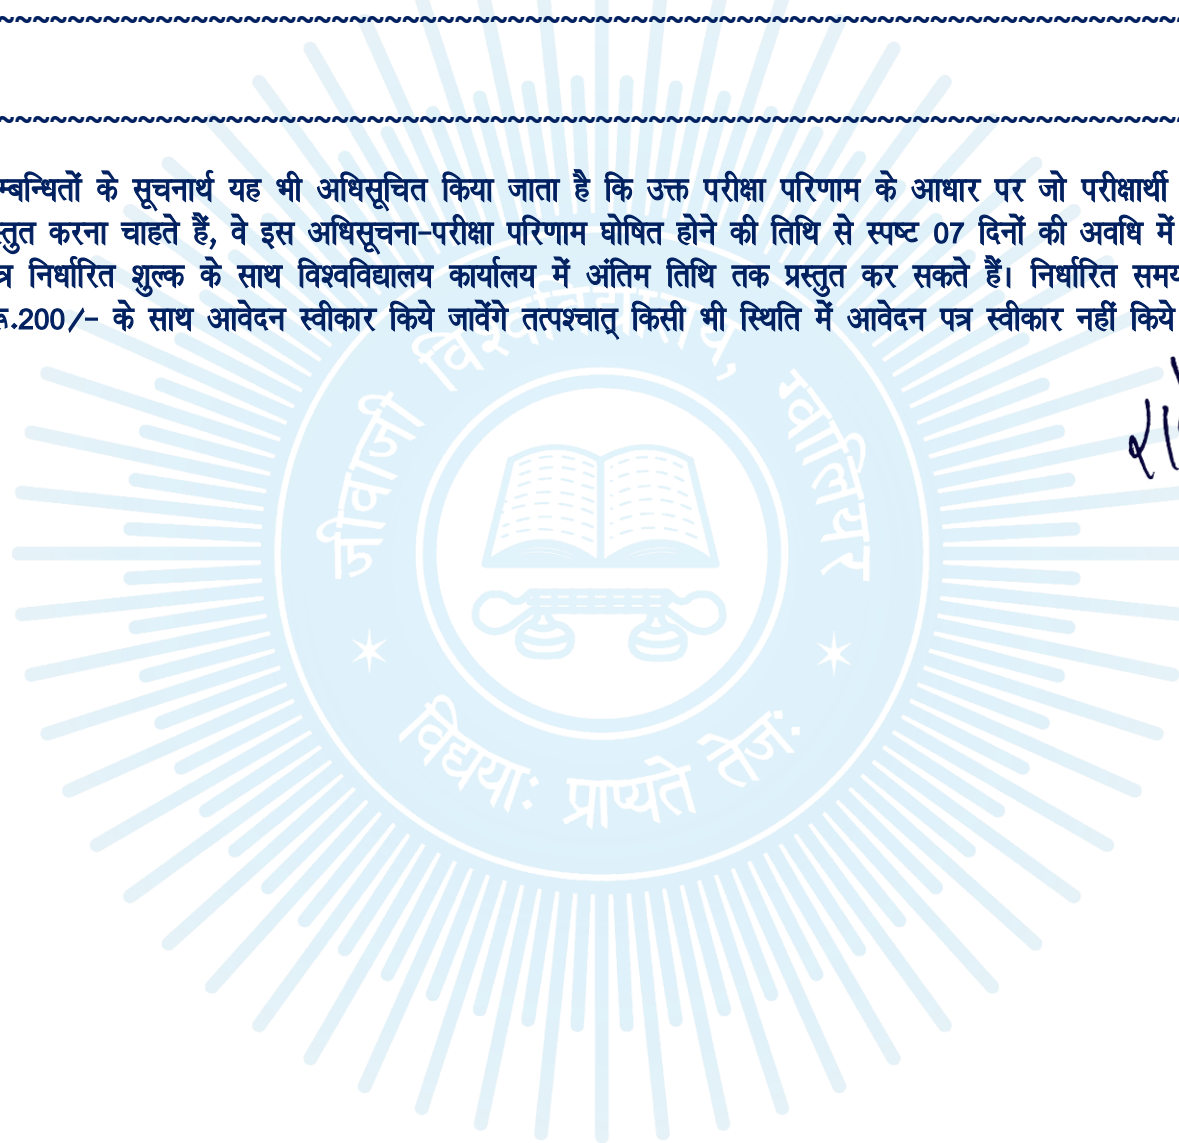 ~~~~~~~~~~~~~~~~~~~~~~~~~~~~~~~~~~~~~~~~~~~~~~~~~~~~~~~~~~~~~~~~~~~~
~~~~~~~~~~~~~~~~~~~~~~~~~~~~~~~~~~~~~~~~~~~~~~~~~~~~~~~~~~~~~~~~~~~~
म्बन्धितों के सूचनार्थ यह भी अधिसूचित किया जाता है कि उक्त परीक्षा परिणाम के आधार पर जो परीक्षार्थी
स्तुत करना चाहते हैं, वे इस अधिसूचना-परीक्षा परिणाम घोषित होने की तिथि से स्पष्ट 07 दिनों की अवधि में
त्र निर्धारित शुल्क के साथ विश्वविद्यालय कार्यालय में अंतिम तिथि तक प्रस्तुत कर सकते हैं। निर्धारित समय
रू.200/- के साथ आवेदन स्वीकार किये जावेंगे तत्पश्चात् किसी भी स्थिति में आवेदन पत्र स्वीकार नहीं किये
जीवाजी विश्वविद्यालय, ग्वालियर
विद्यया: प्राप्यते तेज: